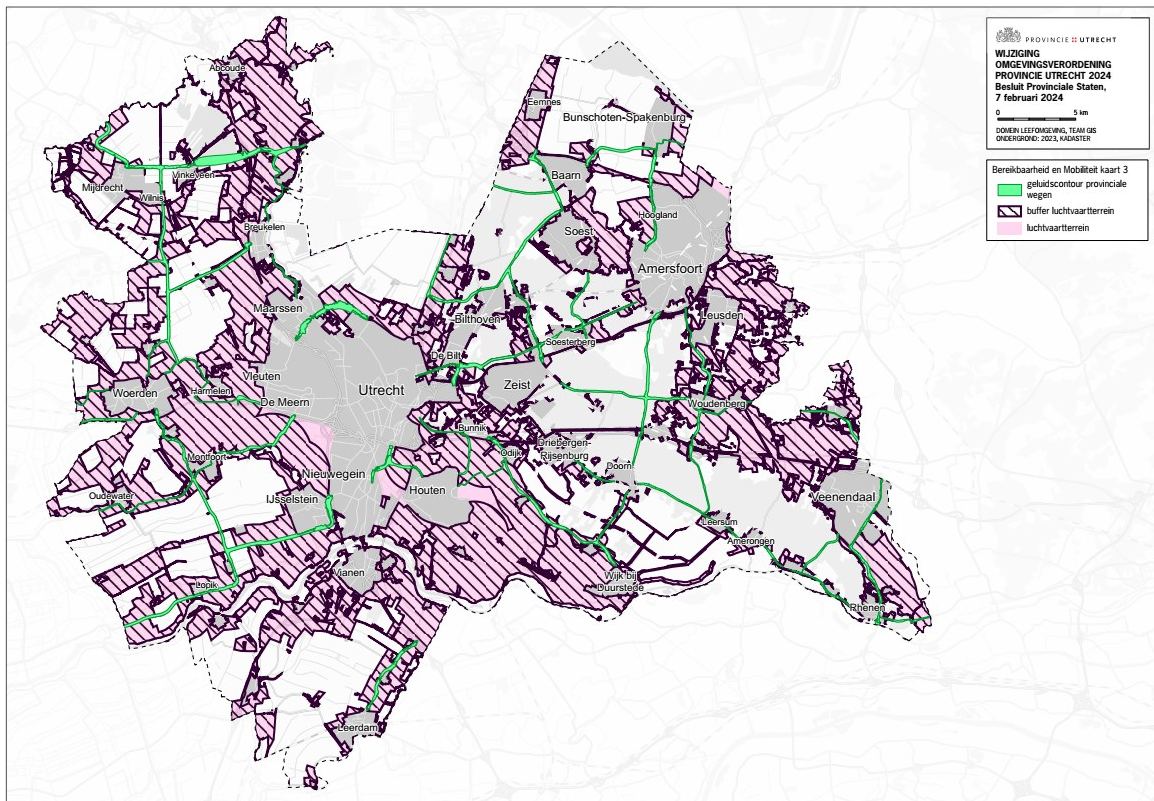 PROVINCIE UTRECHT
WIJZIGING
OMGEVINGSVERORDENING
PROVINCIE UTRECHT 2024
Besluit Provinciale Staten,
7 februari 2024
0 5 km
DOMEIN LEEFOMGEVING, TEAM GIS
ONDERGROND: 2023, KADASTER
Bereikbaarheid en Mobiliteit kaart 3
geluidscontour provinciale
wegen
buffer luchtvaartterrein
luchtvaartterrein
Abcoude
Eemnes
Bunschoten-Spakenburg
Vinkeveen
Baarn
Mijdrecht
Wilnis
Hoogland
Breukelen
Soest
Amersfoort
Maarssen
Leusden
Bilthoven
Soesterberg
De Bilt
Vleuten
Zeist
Utrecht
Harmelen
Woerden
De Meern
Woudenberg
Bunnik
Driebergen-
Rijsenburg
Odijk
Montfoort
Doorn
Nieuwegein
Houten
Oudewater
IJsselstein
Veenendaal
Leersum
Amerongen
Vianen
Wijk bij
Duurstede
Lopik
Rhenen
Leerdam